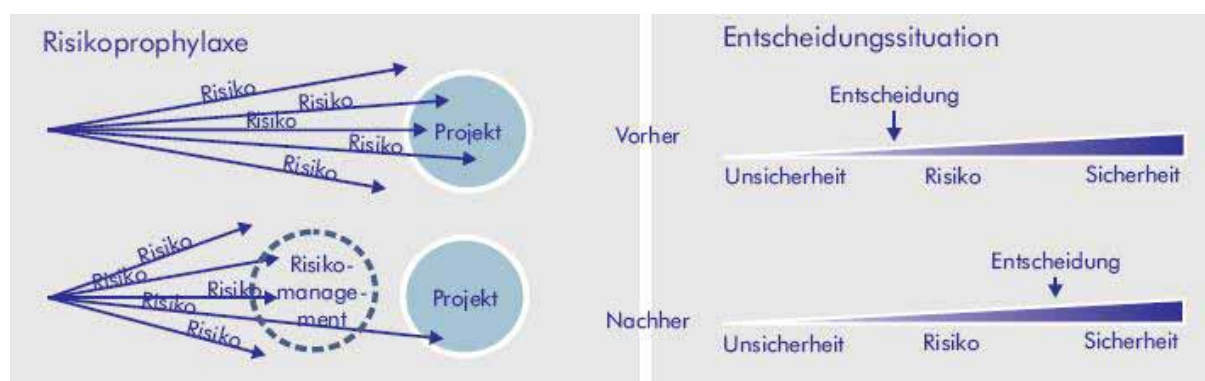 Risikoprophylaxe
Risiko
Risiko
Risiko
Risiko
Risiko
Projekt
Risiko
Risiko
Risiko
Risiko
Risiko
Risiko-
manage-
ment
Projekt
Vorher
Nachher
Entscheidungssituation
Entscheidung
Unsicherheit Risiko Sicherheit
Entscheidung
Unsicherheit Risiko Sicherheit